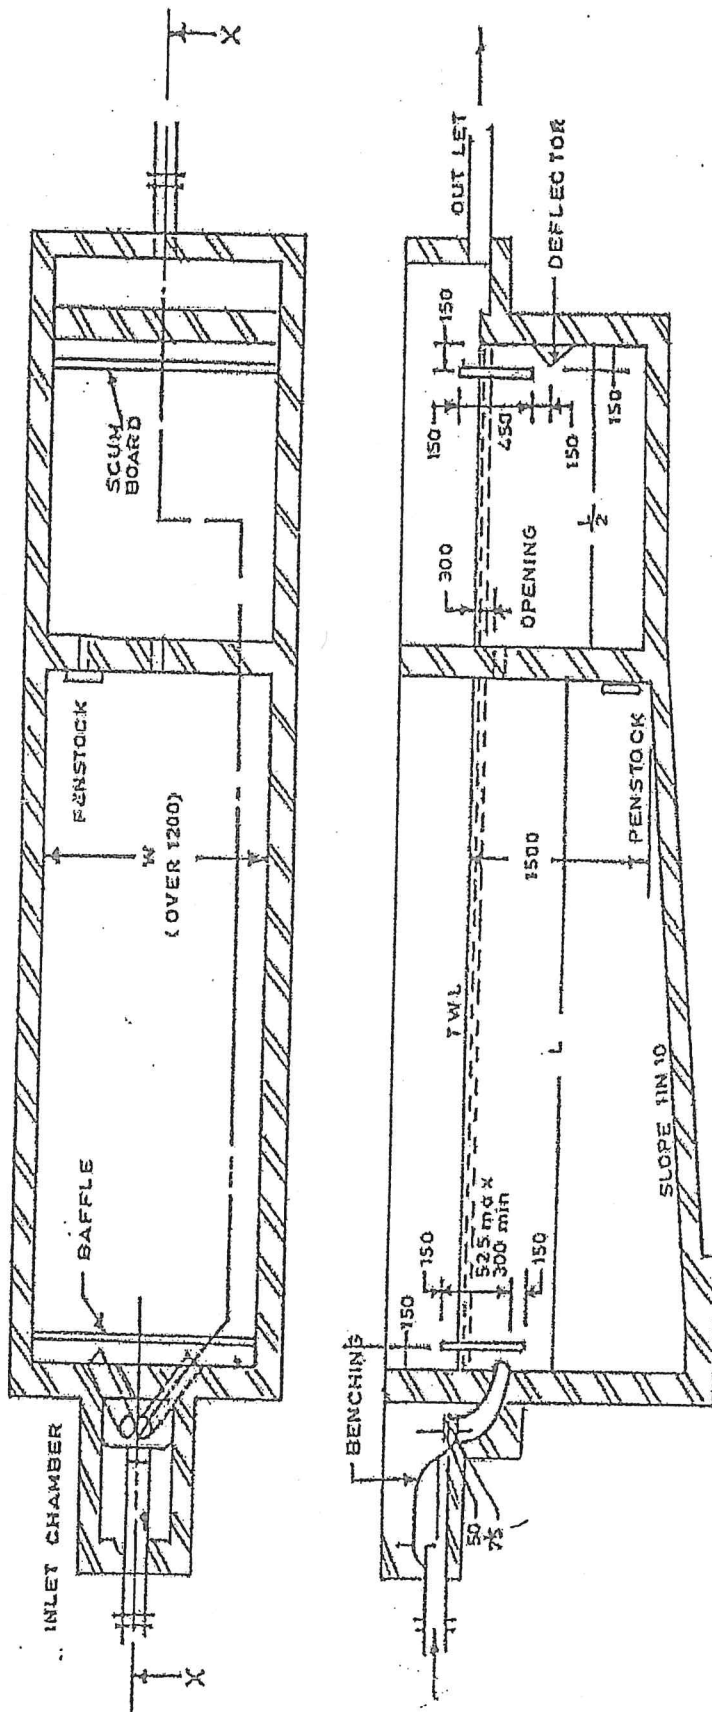 INLET CHAMBER
BAFFLE
W
(OVER 1200)
PENSTOCK
SCUM
BOARD
X
X
BENCHING
150
150
525 max
300 min
150
50
75
TWL
L
SLOPE 1 IN 10
1500
PENSTOCK
300
OPENING
L
2
150
450
150
150
150
OUT LET
DEFLECTOR